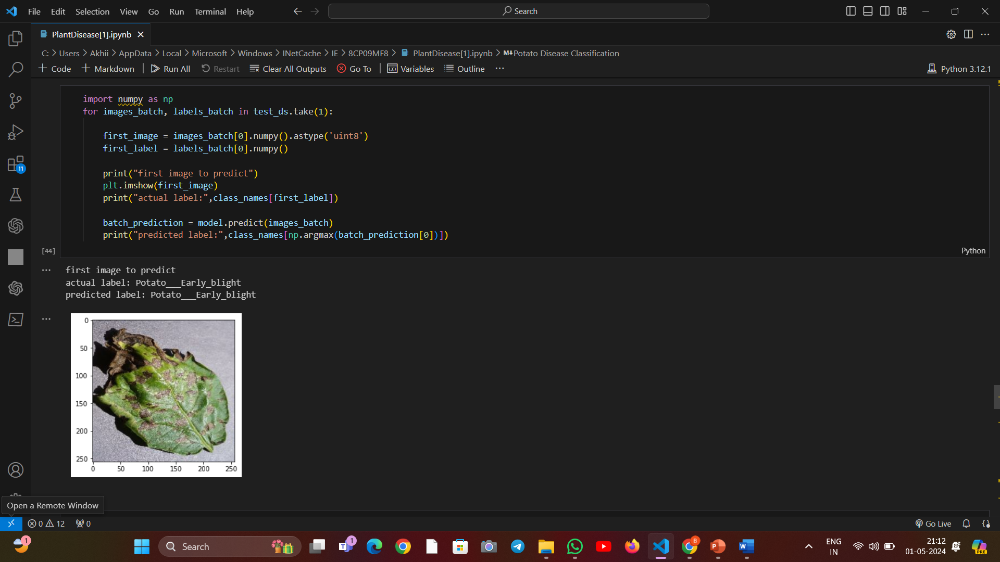 File Edit Selection View Go Run Terminal Help Search
PlantDisease[1].ipynb
C: > Users > Akhii > AppData > Local > Microsoft > Windows > INetCache > IE > 8CP09MF8 > PlantDisease[1].ipynb > M↓Potato Disease Classification
+ Code + Markdown | Run All Restart Clear All Outputs Go To | Variables Outline ... Python 3.12.1
import numpy as np
for images_batch, labels_batch in test_ds.take(1):
first_image = images_batch[0].numpy().astype('uint8')
first_label = labels_batch[0].numpy()
print("first image to predict")
plt.imshow(first_image)
print("actual label:",class_names[first_label])
batch_prediction = model.predict(images_batch)
print("predicted label:",class_names[np.argmax(batch_prediction[0])])
[44] Python
... first image to predict
actual label: Potato___Early_blight
predicted label: Potato___Early_blight
...
0
50
100
150
200
250
0 50 100 150 200 250
11
Open a Remote Window
0 12 0 Go Live
1 Search 1 B P W ENG
IN
21:12
01-05-2024
PRE